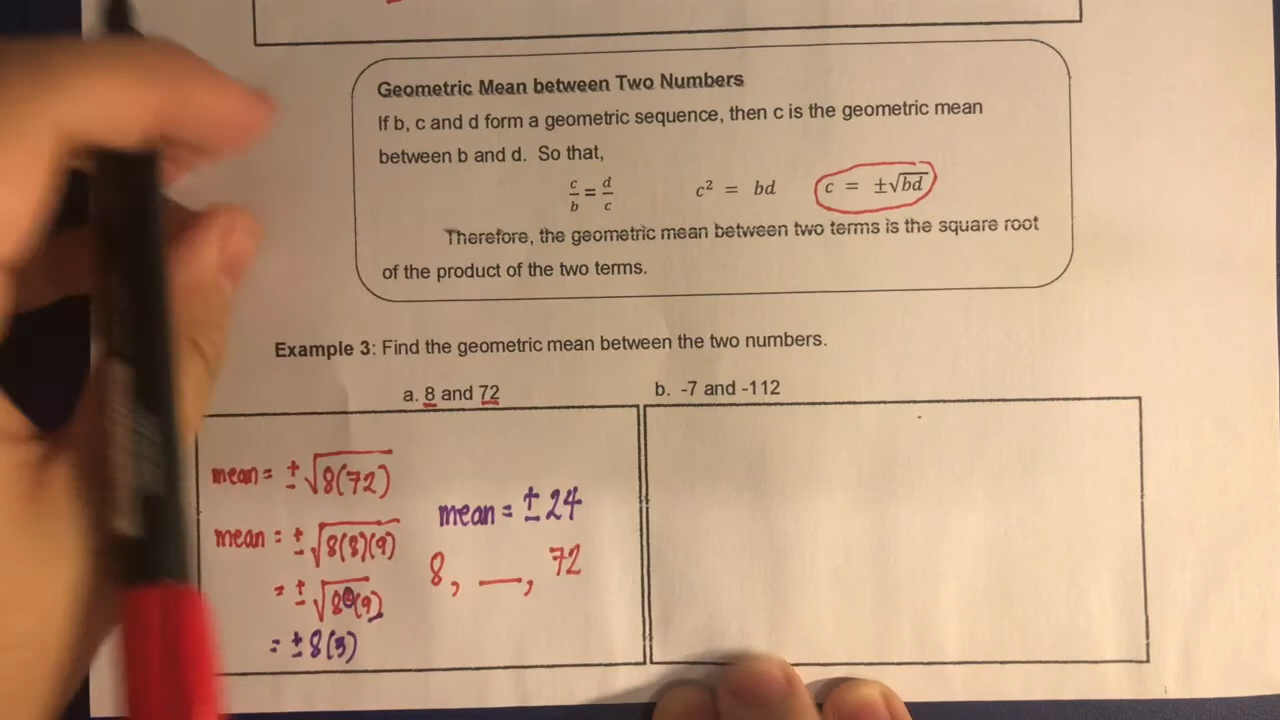 Geometric Mean between Two Numbers
If b, c and d form a geometric sequence, then c is the geometric mean
between b and d. So that,
c/b = d/c   c² = bd   c = ±√bd
Therefore, the geometric mean between two terms is the square root
of the product of the two terms.
Example 3: Find the geometric mean between the two numbers.
a. 8 and 72   b. -7 and -112
mean = ±√8(72)
mean = ±√8(8)(9)
= ±√8²(9)
= ±8(3)
mean = ±24
8, __, 72